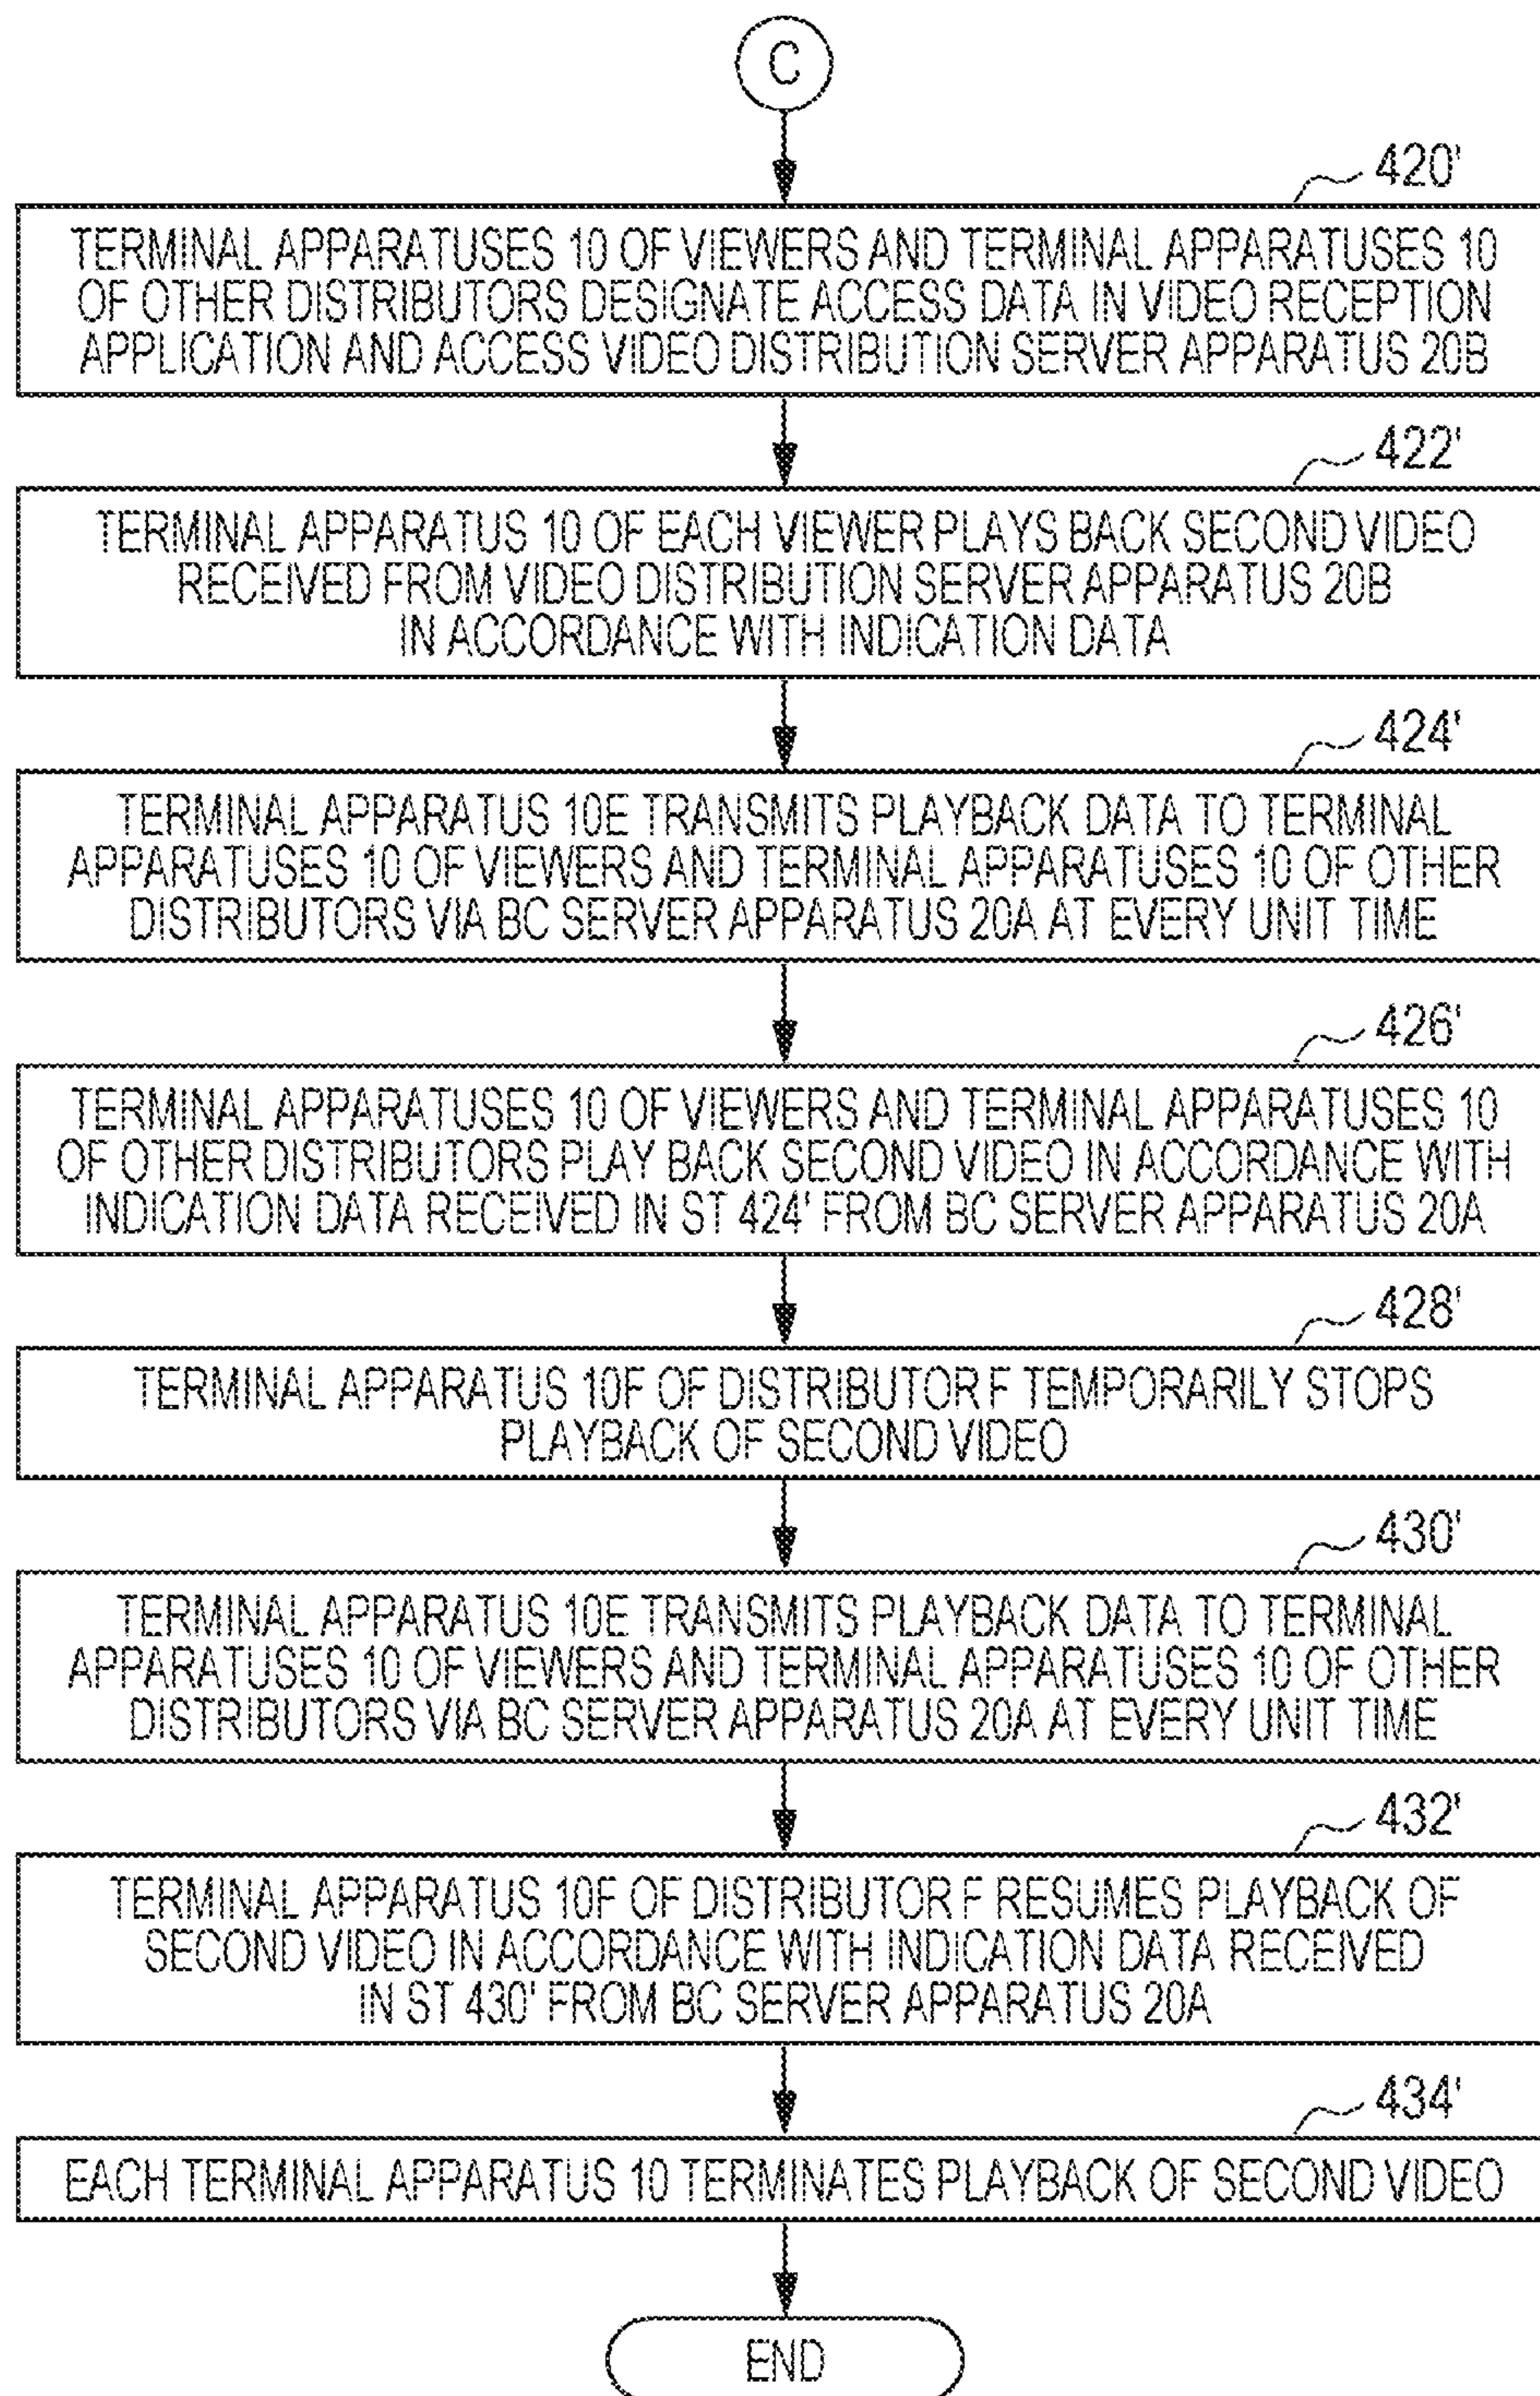 C
420'
TERMINAL APPARATUSES 10 OF VIEWERS AND TERMINAL APPARATUSES 10
OF OTHER DISTRIBUTORS DESIGNATE ACCESS DATA IN VIDEO RECEPTION
APPLICATION AND ACCESS VIDEO DISTRIBUTION SERVER APPARATUS 20B
422'
TERMINAL APPARATUS 10 OF EACH VIEWER PLAYS BACK SECOND VIDEO
RECEIVED FROM VIDEO DISTRIBUTION SERVER APPARATUS 20B
IN ACCORDANCE WITH INDICATION DATA
424'
TERMINAL APPARATUS 10E TRANSMITS PLAYBACK DATA TO TERMINAL
APPARATUSES 10 OF VIEWERS AND TERMINAL APPARATUSES 10 OF OTHER
DISTRIBUTORS VIA BC SERVER APPARATUS 20A AT EVERY UNIT TIME
426'
TERMINAL APPARATUSES 10 OF VIEWERS AND TERMINAL APPARATUSES 10
OF OTHER DISTRIBUTORS PLAY BACK SECOND VIDEO IN ACCORDANCE WITH
INDICATION DATA RECEIVED IN ST 424' FROM BC SERVER APPARATUS 20A
428'
TERMINAL APPARATUS 10F OF DISTRIBUTOR F TEMPORARILY STOPS
PLAYBACK OF SECOND VIDEO
430'
TERMINAL APPARATUS 10E TRANSMITS PLAYBACK DATA TO TERMINAL
APPARATUSES 10 OF VIEWERS AND TERMINAL APPARATUSES 10 OF OTHER
DISTRIBUTORS VIA BC SERVER APPARATUS 20A AT EVERY UNIT TIME
432'
TERMINAL APPARATUS 10F OF DISTRIBUTOR F RESUMES PLAYBACK OF
SECOND VIDEO IN ACCORDANCE WITH INDICATION DATA RECEIVED
IN ST 430' FROM BC SERVER APPARATUS 20A
434'
EACH TERMINAL APPARATUS 10 TERMINATES PLAYBACK OF SECOND VIDEO
END